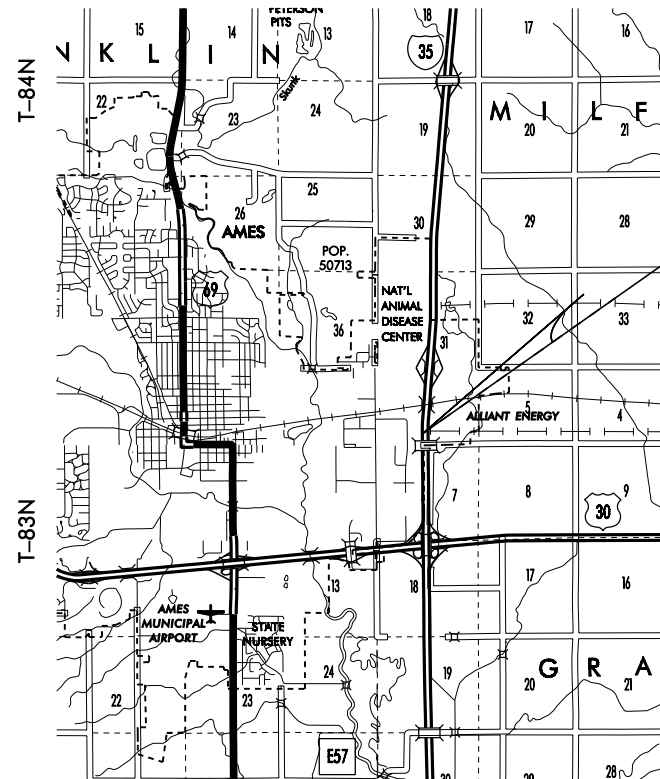 PETERSON
PITS
15
14
13
18
17
16
N K L I N
35
T-84N
22
23
24
Skunk
19
M I L F
20
21
25
26
AMES
30
29
28
POP.
50713
69
NAT'L
ANIMAL
DISEASE
CENTER
36
31
32
33
5
4
ALLIANT ENERGY
T-83N
7
8
9
30
13
18
17
16
AMES
MUNICIPAL
AIRPORT
STATE
NURSERY
22
23
24
19
G R A
20
21
E57
30
29
28